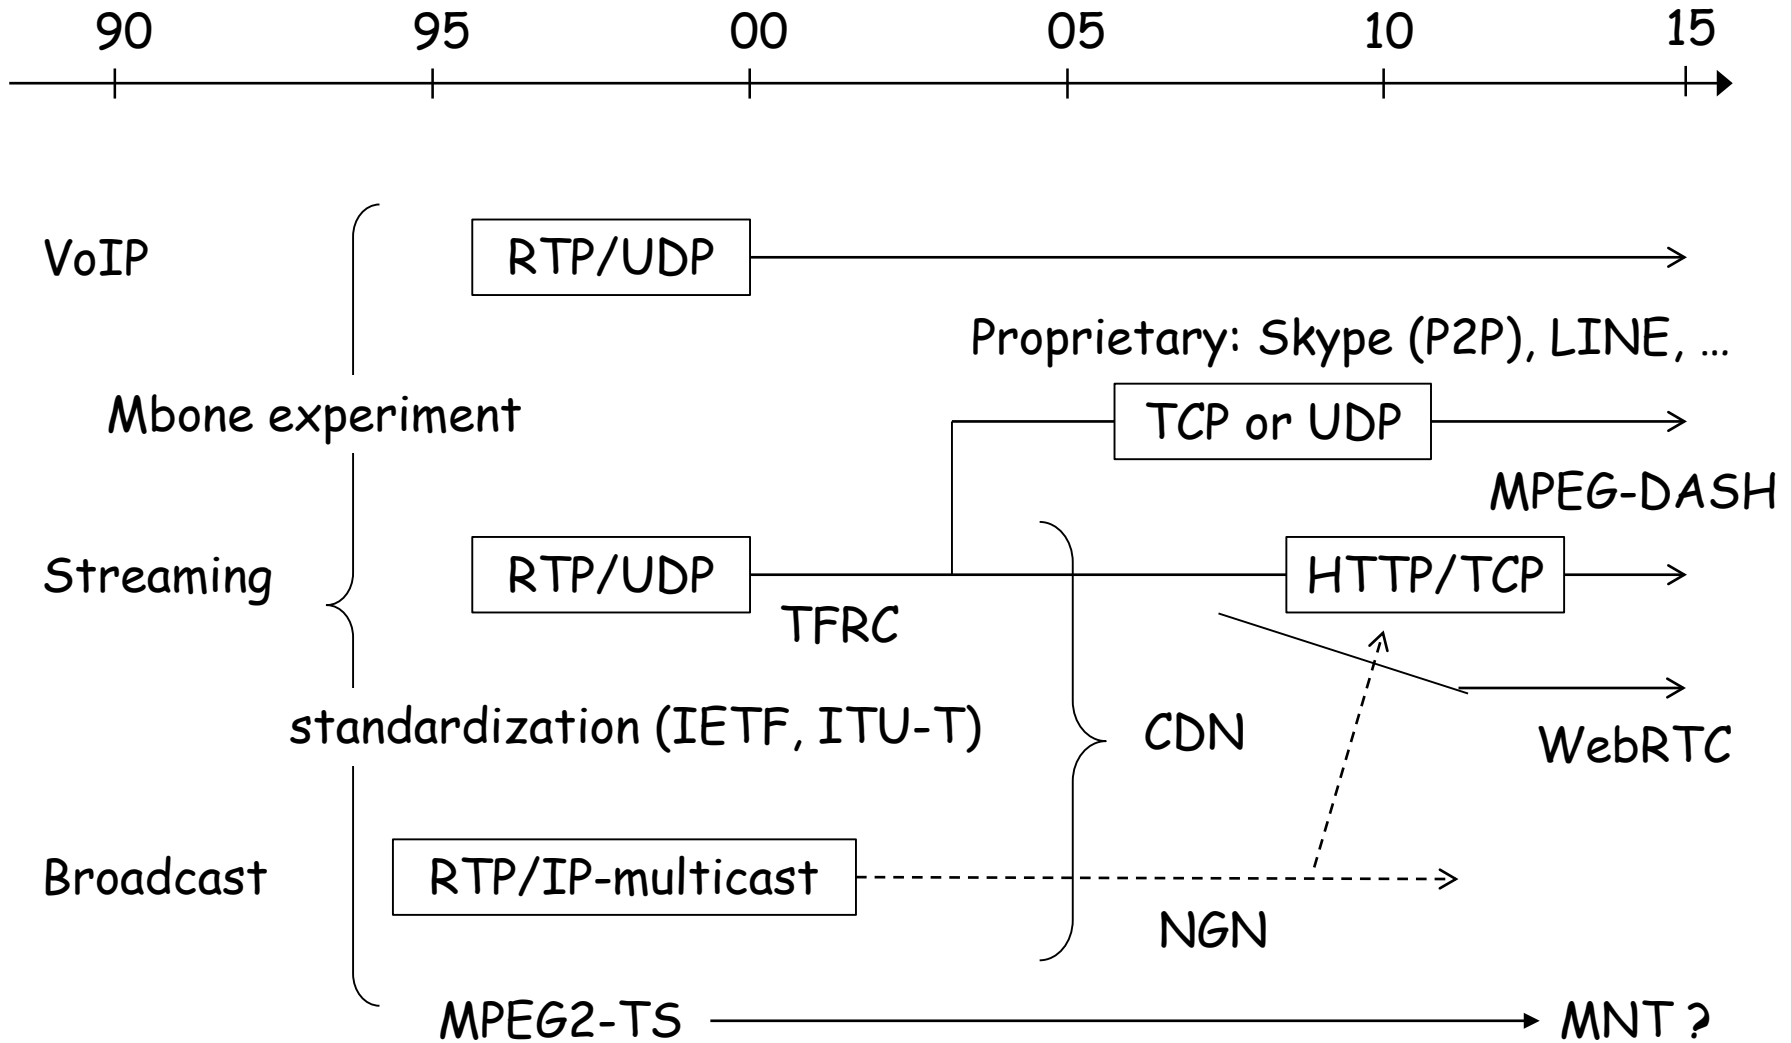 90 95 00 05 10 15
VoIP
RTP/UDP
Proprietary: Skype (P2P), LINE, ...
Mbone experiment
TCP or UDP
MPEG-DASH
Streaming
RTP/UDP
HTTP/TCP
TFRC
standardization (IETF, ITU-T)
CDN
WebRTC
Broadcast
RTP/IP-multicast
NGN
MPEG2-TS
MNT ?